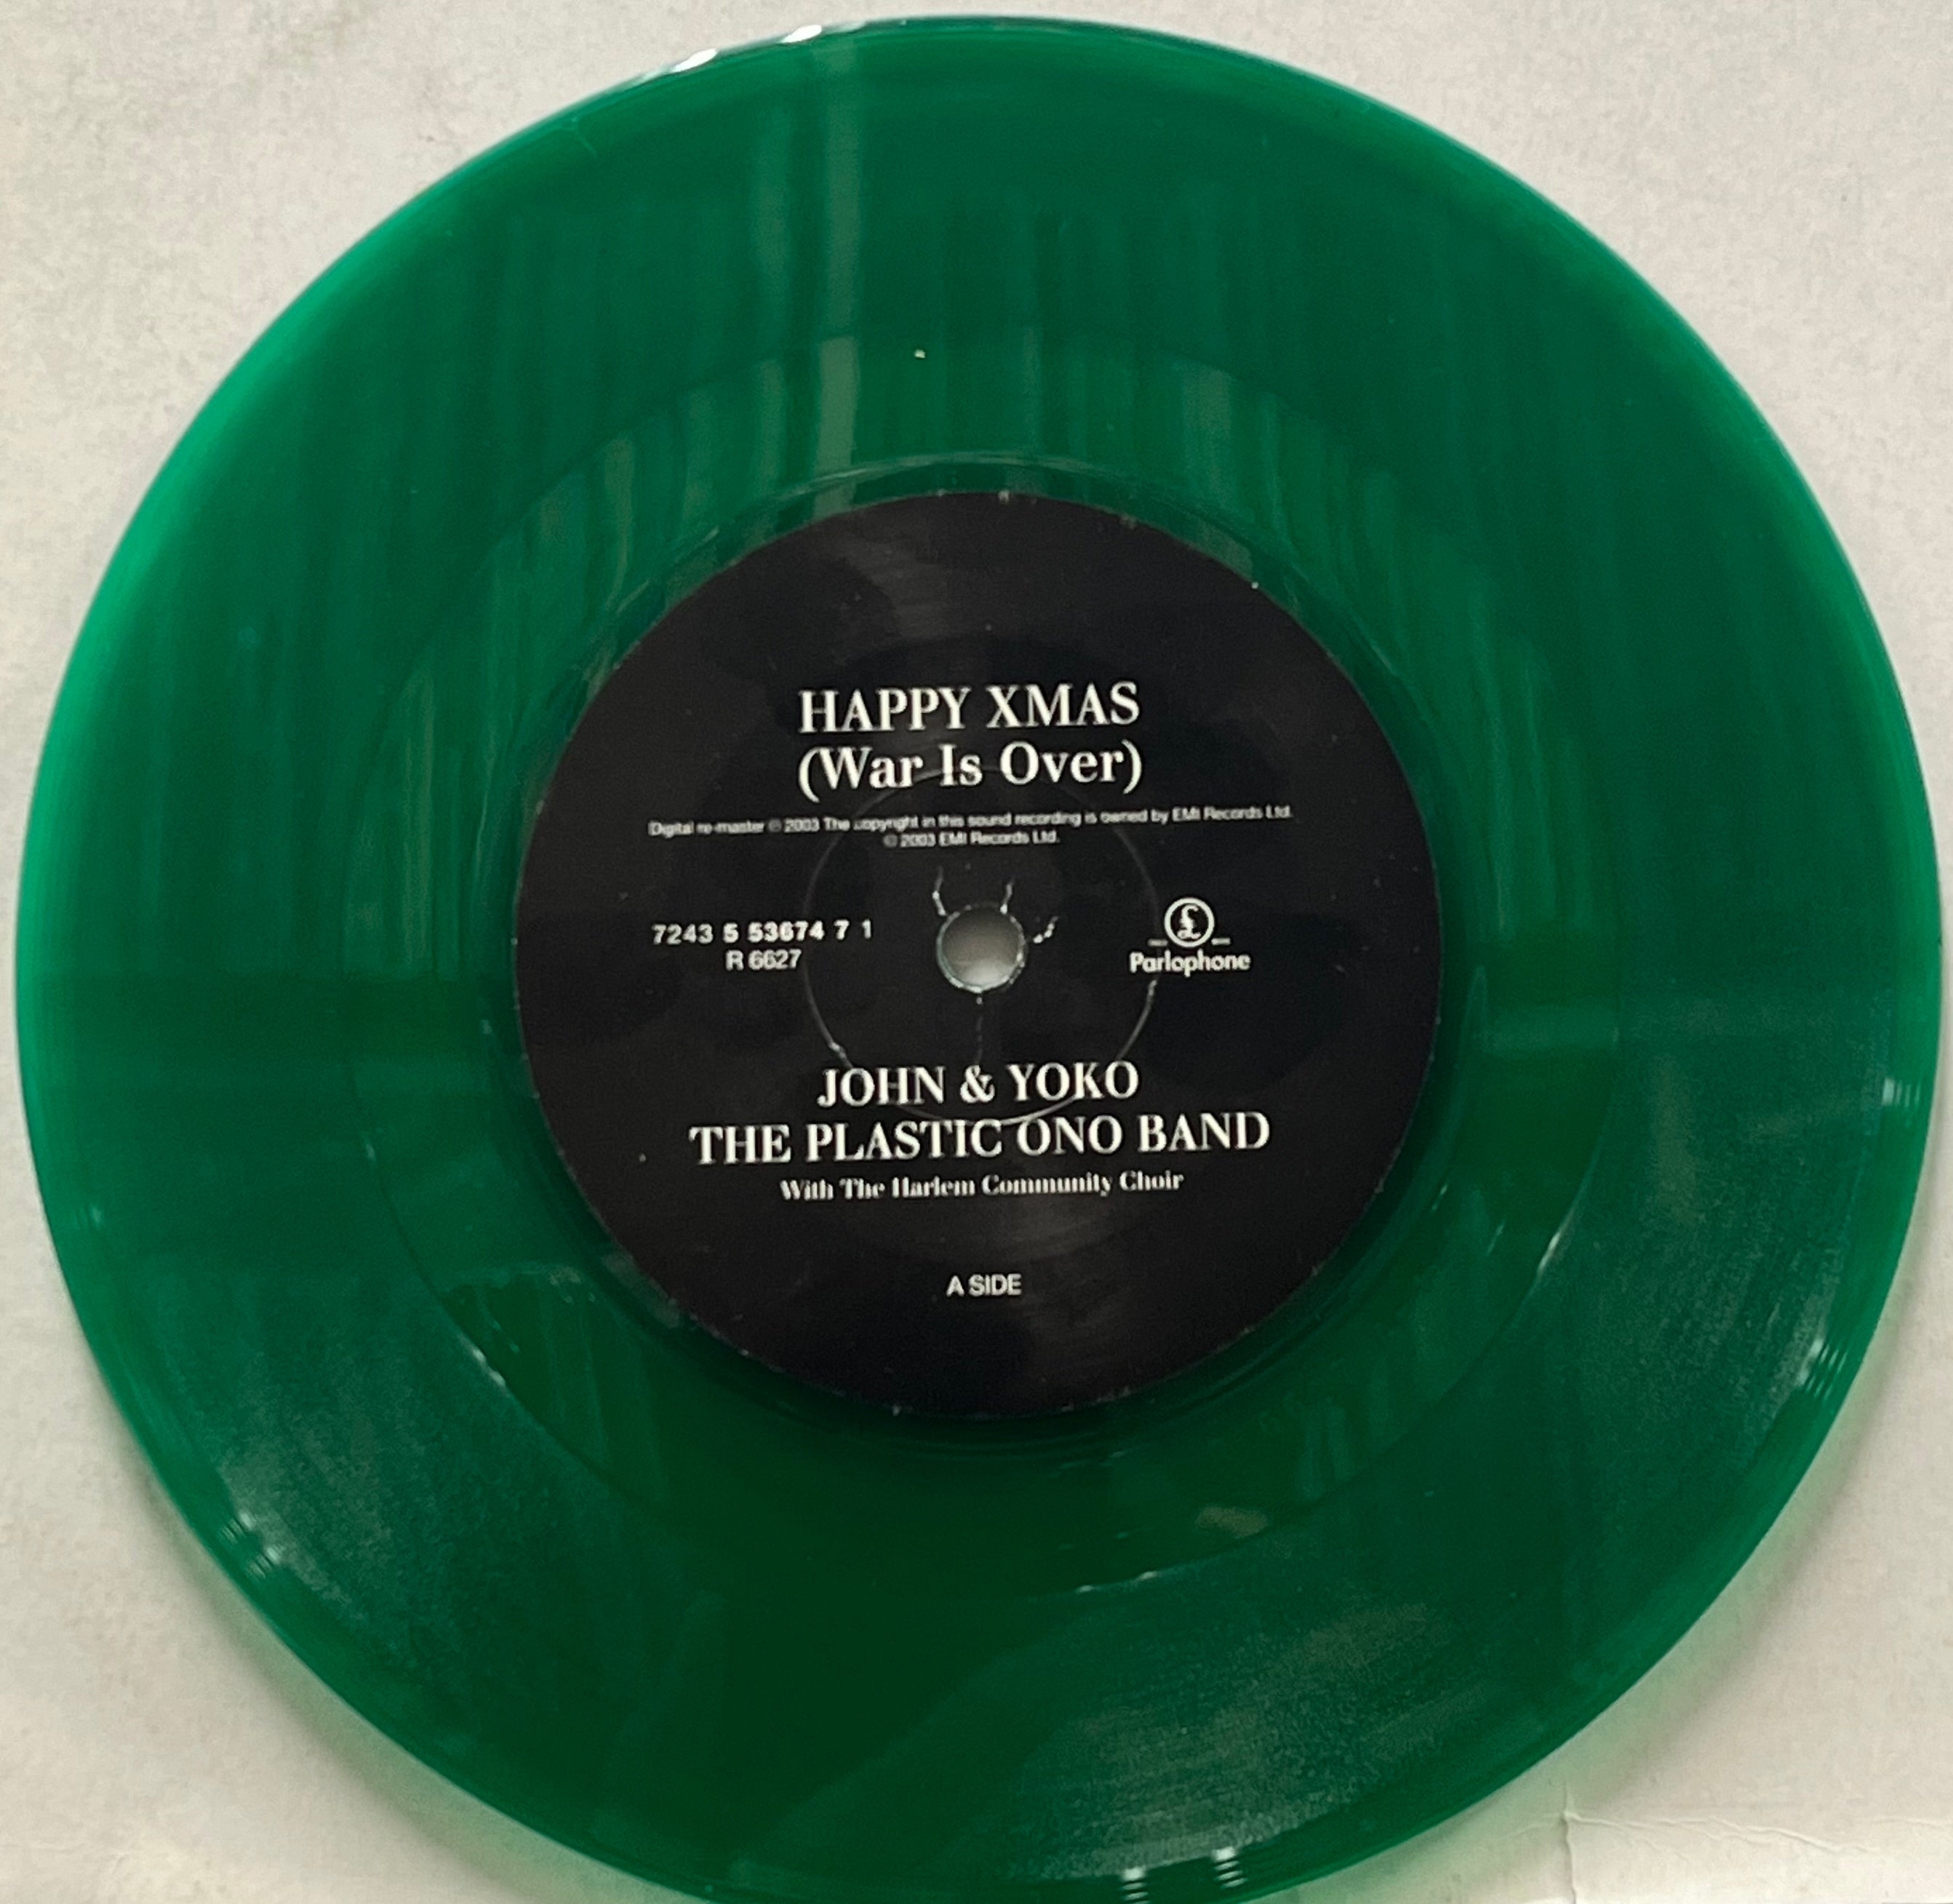 HAPPY XMAS
(War Is Over)
Digital re-master ℗ 2003 The copyright in this sound recording is owned by EMI Records Ltd.
© 2003 EMI Records Ltd.
7243 5 53674 7 1
R 6627
£
Parlophone
JOHN & YOKO
THE PLASTIC ONO BAND
With The Harlem Community Choir
A SIDE